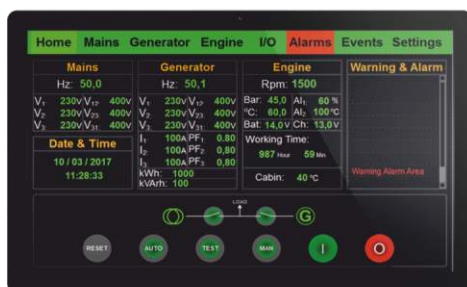 Home Mains Generator Engine I/O Alarms Events Settings
Mains
Hz: 50,0
V₁ 230v V₁₂ 400v
V₂ 230v V₂₃ 400v
V₃ 230v V₃₁ 400v
Date & Time
10 / 03 / 2017
11:28:33
Generator
Hz: 50,1
V₁ 230v V₁₂ 400v
V₂ 230v V₂₃ 400v
V₃ 230v V₃₁ 400v
I₁ 100A PF₁ 0,80
I₂ 100A PF₂ 0,80
I₃ 100A PF₃ 0,80
kWh: 1000
kVArh: 100
Engine
Rpm: 1500
Bar: 45,0 AI₁ 60 %
°C: 60,0 AI₂ 100°C
Bat: 14,0v Ch: 13,0v
Working Time:
987 Hour 59 Min
Cabin: 40 °C
Warning & Alarm
Warning Alarm Area
LOAD
G
RESET AUTO TEST MAN I O